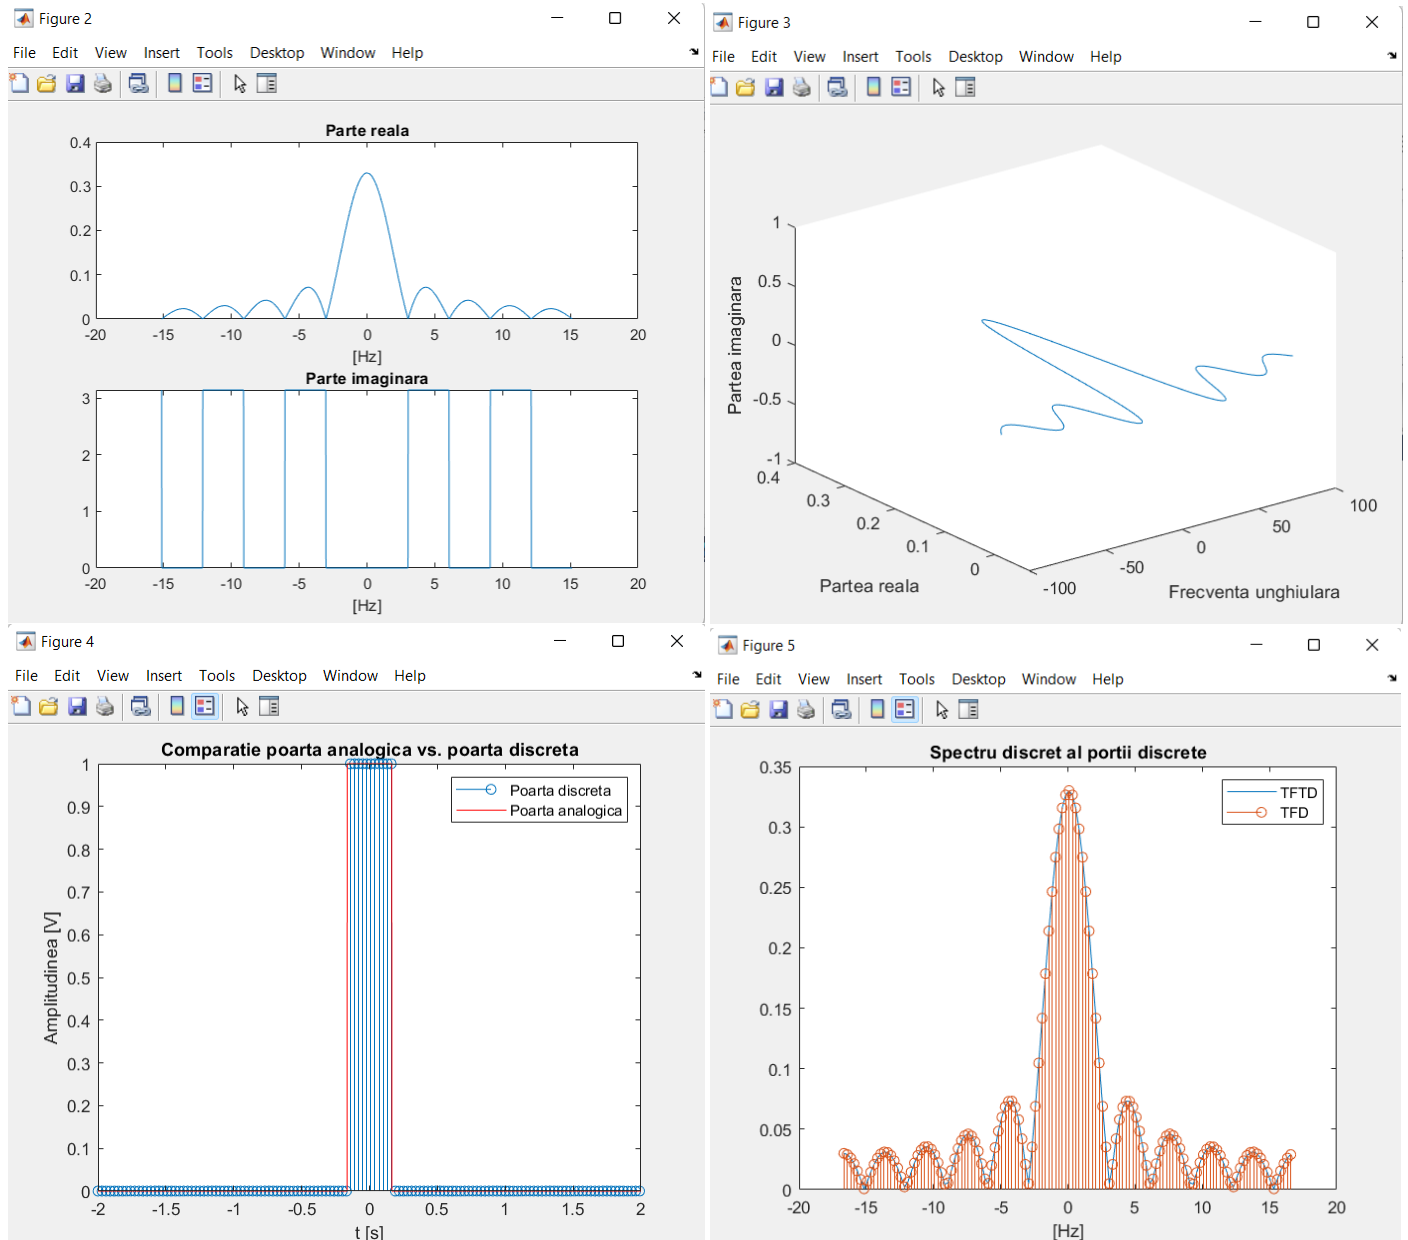 Figure 2
File Edit View Insert Tools Desktop Window Help
Parte reala
0.4
0.3
0.2
0.1
0
-20 -15 -10 -5 0 5 10 15 20
[Hz]
Parte imaginara
3
2
1
0
-20 -15 -10 -5 0 5 10 15 20
[Hz]
Figure 3
File Edit View Insert Tools Desktop Window Help
1
0.5
0
-0.5
-1
Partea imaginara
0.4
0.3
0.2
0.1
0
Partea reala
-100
-50
0
50
100
Frecventa unghiulara
Figure 4
File Edit View Insert Tools Desktop Window Help
Comparatie poarta analogica vs. poarta discreta
Poarta discreta
Poarta analogica
1
0.9
0.8
0.7
0.6
0.5
0.4
0.3
0.2
0.1
0
Amplitudinea [V]
-2 -1.5 -1 -0.5 0 0.5 1 1.5 2
t [s]
Figure 5
File Edit View Insert Tools Desktop Window Help
Spectru discret al portii discrete
TFTD
TFD
0.35
0.3
0.25
0.2
0.15
0.1
0.05
0
-20 -15 -10 -5 0 5 10 15 20
[Hz]